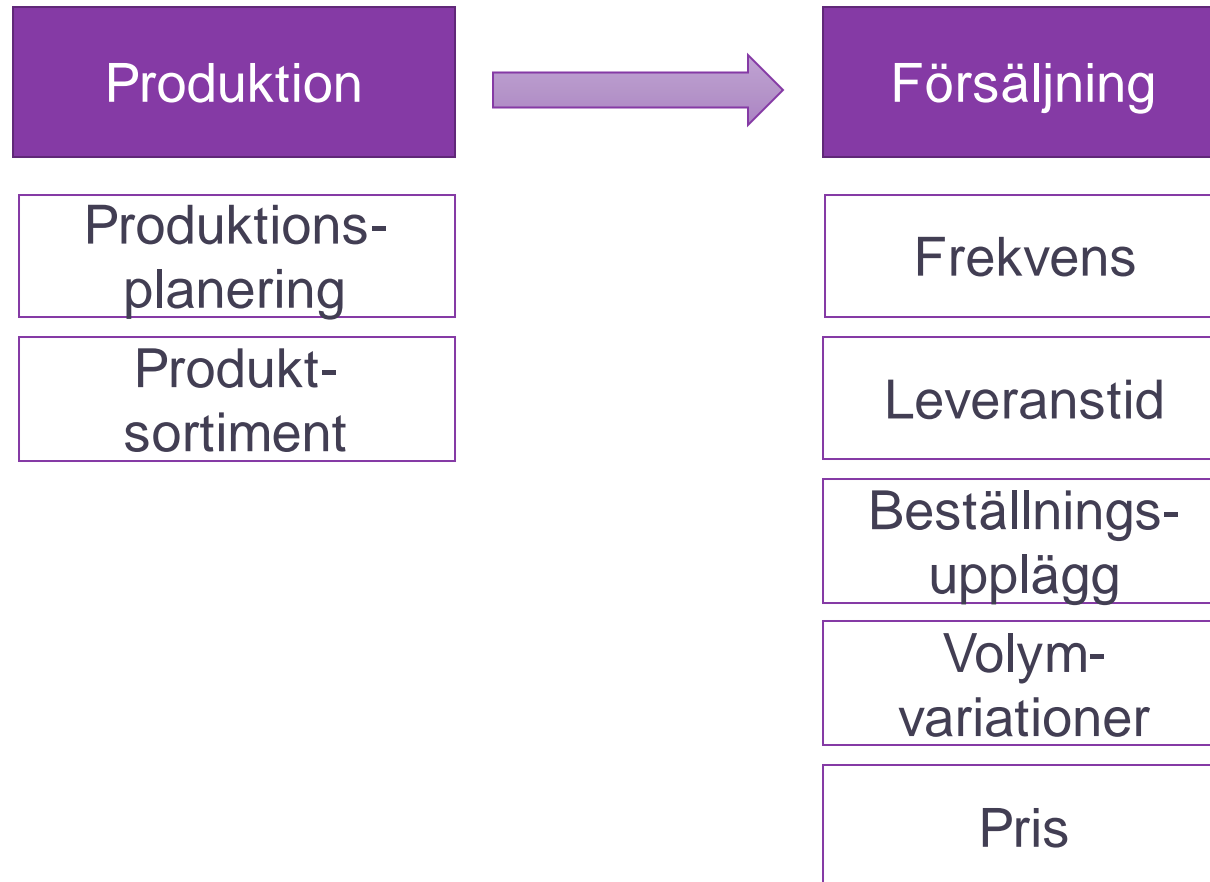 Produktion
Försäljning
Produktions-
planering
Produkt-
sortiment
Frekvens
Leveranstid
Beställnings-
upplägg
Volym-
variationer
Pris